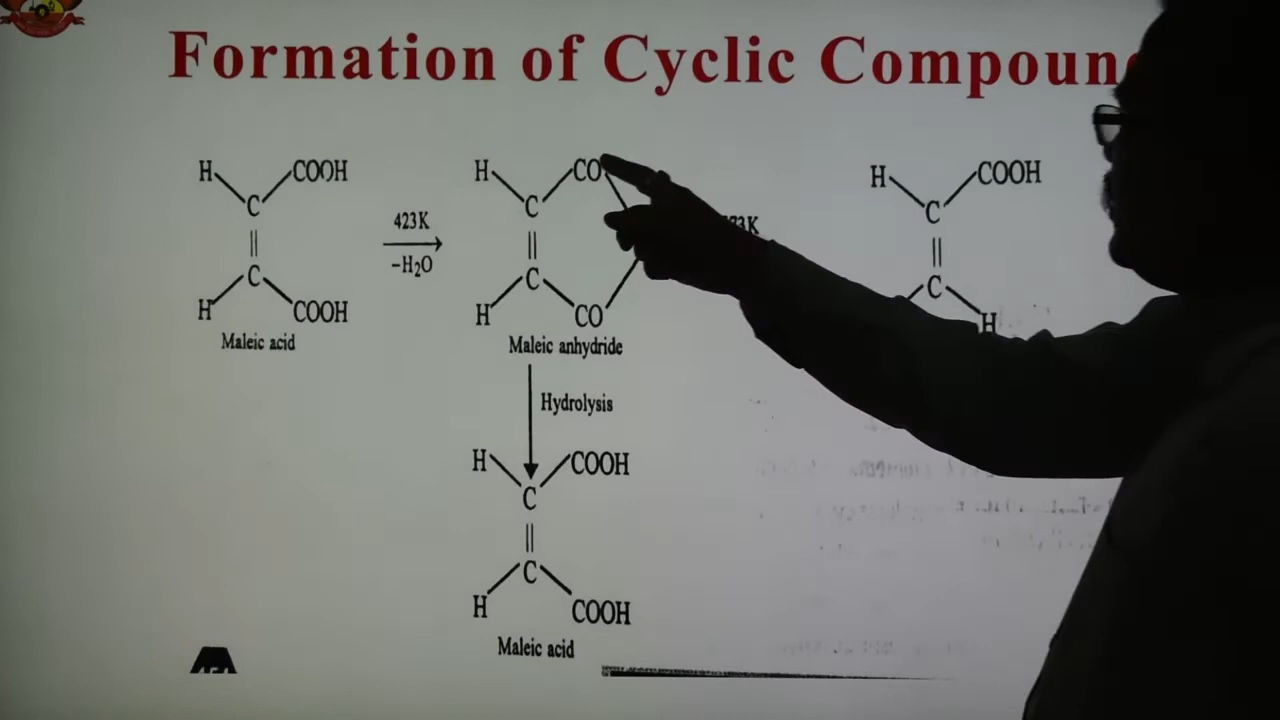 Formation of Cyclic
H COOH
C
||
C
H COOH
Maleic acid
423K
−H₂O
H CO
C
||
C
H CO
Maleic anhydride
H COOH
C
||
C
H
Hydrolysis
H COOH
C
||
C
H COOH
Maleic acid